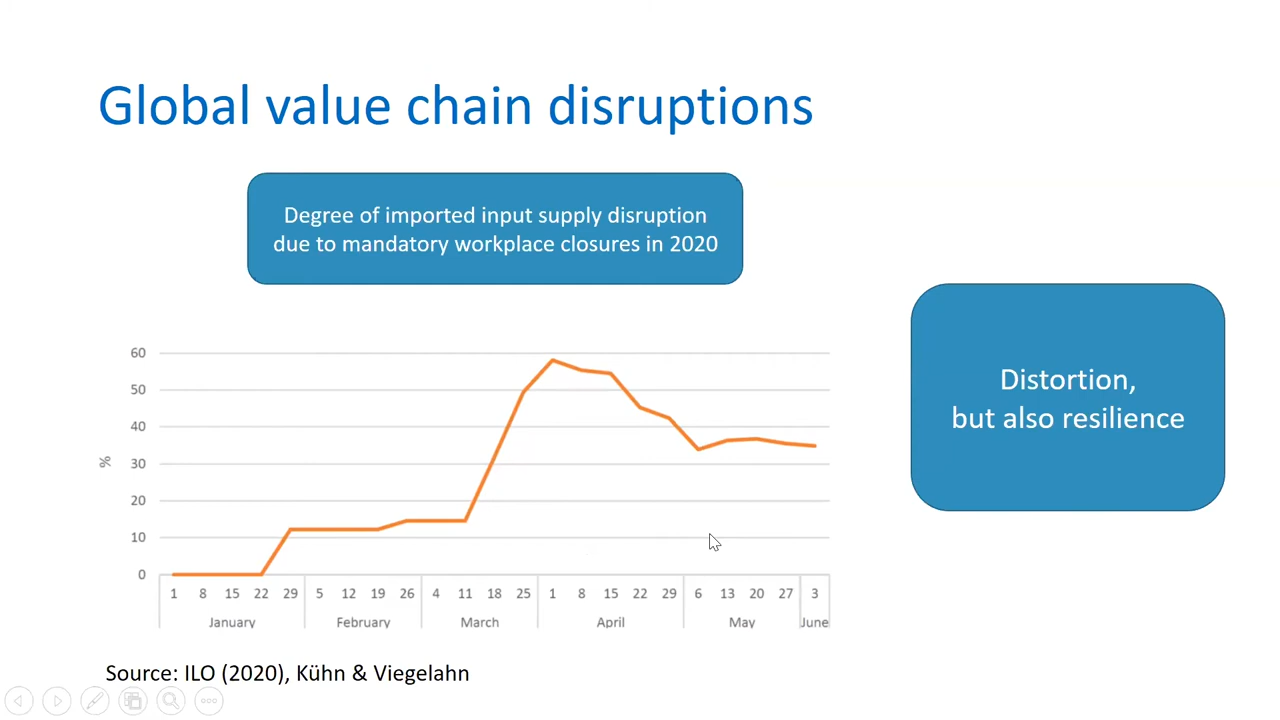 Global value chain disruptions
Degree of imported input supply disruption
due to mandatory workplace closures in 2020
Distortion,
but also resilience
60
50
40
%
30
20
10
0
1 8 15 22 29 5 12 19 26 4 11 18 25 1 8 15 22 29 6 13 20 27 3
January February March April May June
Source: ILO (2020), Kühn & Viegelahn